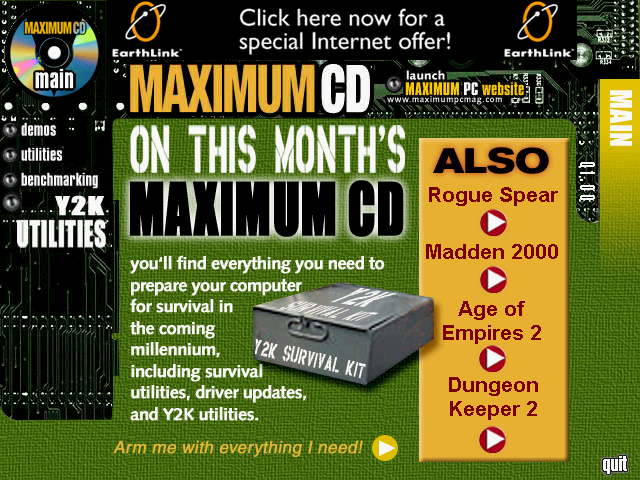 EarthLink
Click here now for a
special Internet offer!
EarthLink
MAXIMUM CD
main
MAXIMUM CD
launch
MAXIMUM PC website
www.maximumpcmag.com
MAIN
01.00
demos
utilities
benchmarking
Y2K
UTILITIES
ON THIS MONTH'S
MAXIMUM CD
you'll find everything you need to
prepare your computer
for survival in
the coming
millennium,
including survival
utilities, driver updates,
and Y2K utilities.
Y2K
SURVIVAL KIT
Y2K SURVIVAL KIT
Arm me with everything I need!
ALSO
Rogue Spear
Madden 2000
Age of
Empires 2
Dungeon
Keeper 2
quit